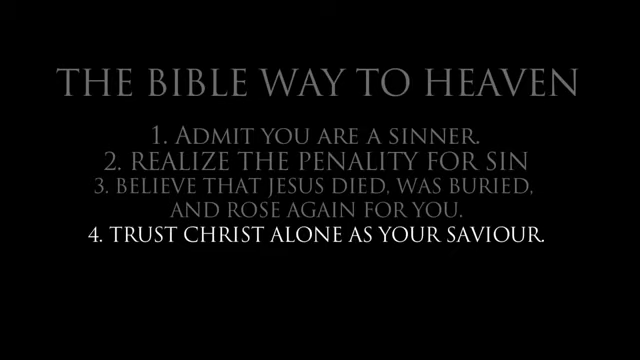 THE BIBLE WAY TO HEAVEN
1. ADMIT YOU ARE A SINNER.
2. REALIZE THE PENALITY FOR SIN
3. BELIEVE THAT JESUS DIED, WAS BURIED,
AND ROSE AGAIN FOR YOU.
4. TRUST CHRIST ALONE AS YOUR SAVIOUR.